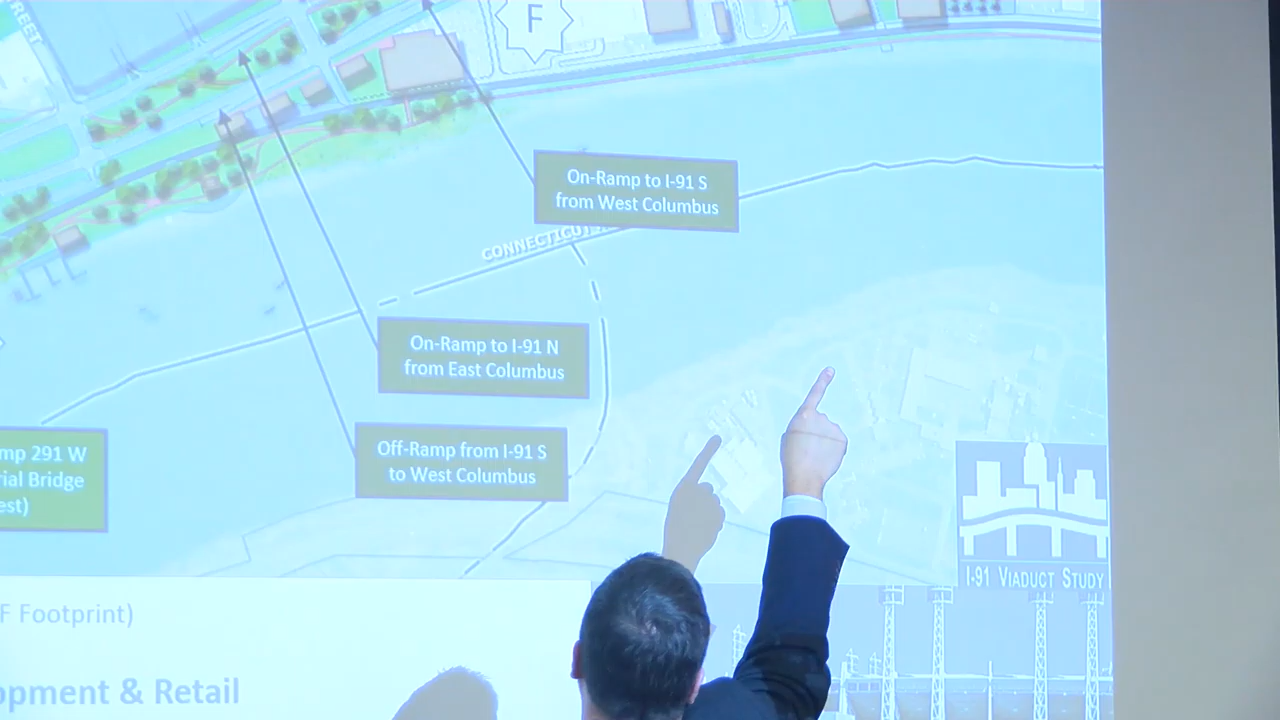 F
On-Ramp to I-91 S
from West Columbus
On-Ramp to I-91 N
from East Columbus
Off-Ramp from I-91 S
to West Columbus
mp 291 W
rial Bridge
est)
I-91 VIADUCT STUDY
F Footprint)
opment & Retail